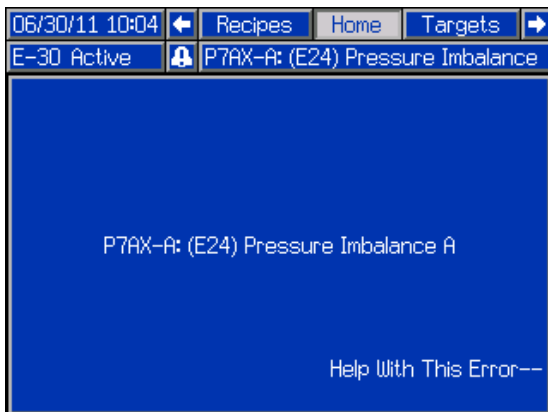 06/30/11 10:04 Recipes Home Targets
E-30 Active P7AX-A: (E24) Pressure Imbalance
P7AX-A: (E24) Pressure Imbalance A
Help With This Error--